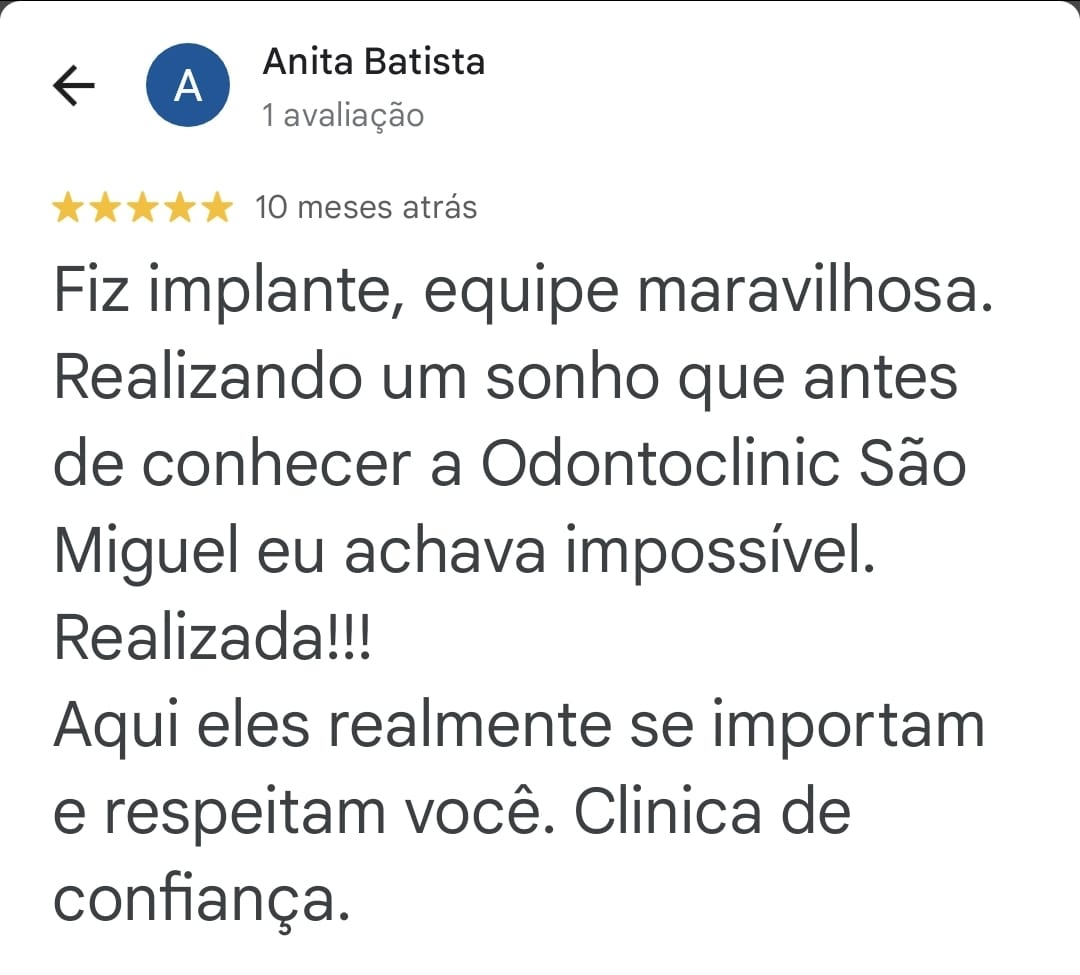 Anita Batista
A
1 avaliação
10 meses atrás
Fiz implante, equipe maravilhosa.
Realizando um sonho que antes
de conhecer a Odontoclinic São
Miguel eu achava impossível.
Realizada!!!
Aqui eles realmente se importam
e respeitam você. Clinica de
confiança.